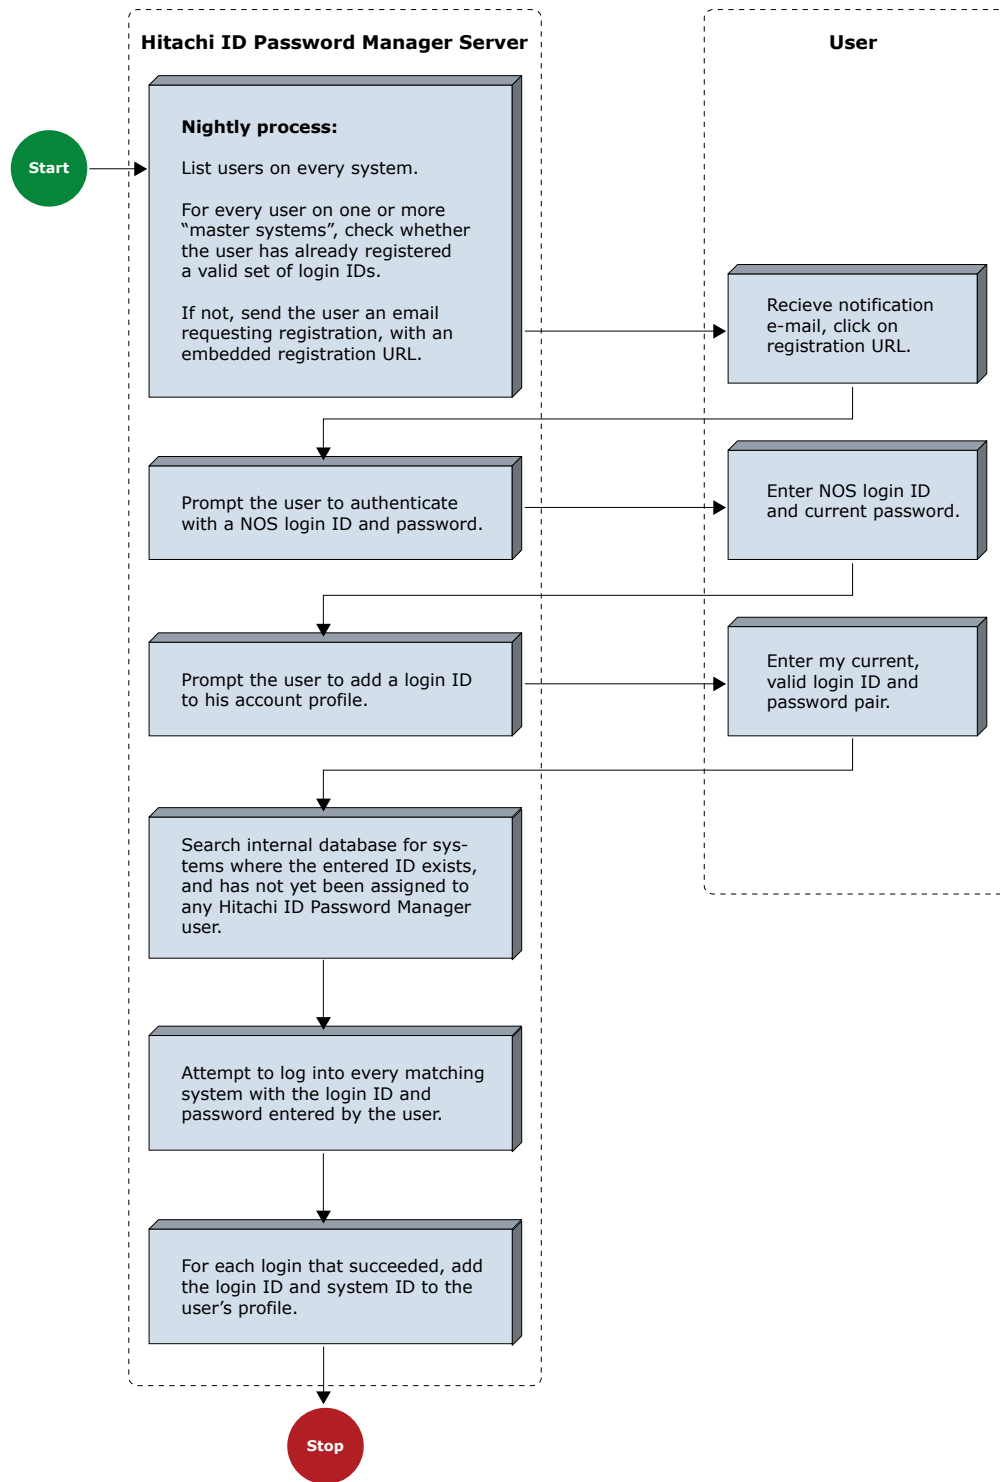 Hitachi ID Password Manager Server
User
Start
Nightly process:
List users on every system.
For every user on one or more
“master systems”, check whether
the user has already registered
a valid set of login IDs.
If not, send the user an email
requesting registration, with an
embedded registration URL.
Recieve notification
e-mail, click on
registration URL.
Prompt the user to authenticate
with a NOS login ID and password.
Enter NOS login ID
and current password.
Prompt the user to add a login ID
to his account profile.
Enter my current,
valid login ID and
password pair.
Search internal database for sys-
tems where the entered ID exists,
and has not yet been assigned to
any Hitachi ID Password Manager
user.
Attempt to log into every matching
system with the login ID and
password entered by the user.
For each login that succeeded, add
the login ID and system ID to the
user’s profile.
Stop